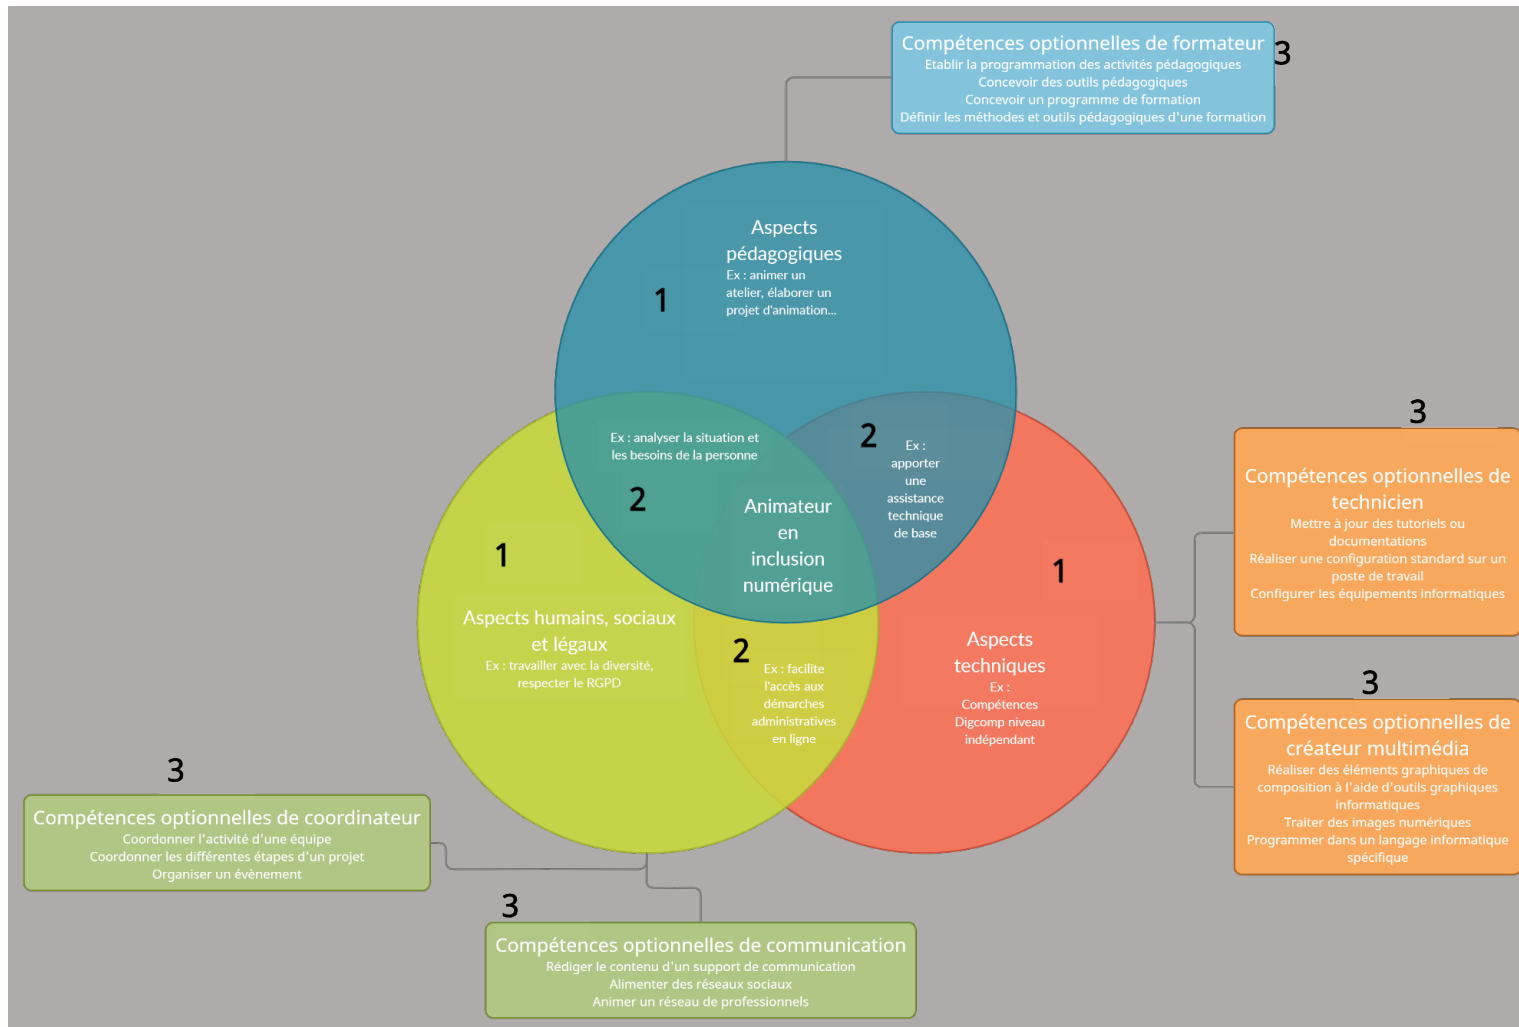 Compétences optionnelles de formateur
3
Etablir la programmation des activités pédagogiques
Concevoir des outils pédagogiques
Concevoir un programme de formation
Définir les méthodes et outils pédagogiques d'une formation
Aspects
pédagogiques
Ex : animer un
atelier, élaborer un
projet d'animation...
1
Ex : analyser la situation et
les besoins de la personne
2
2
Ex :
apporter
une
assistance
technique
de base
Animateur
en
inclusion
numérique
1
Aspects humains, sociaux
et légaux
Ex : travailler avec la diversité,
respecter le RGPD
2
Ex : facilite
l'accès aux
démarches
administratives
en ligne
1
Aspects
techniques
Ex :
Compétences
Digcomp niveau
indépendant
3
Compétences optionnelles de
technicien
Mettre à jour des tutoriels ou
documentations
Réaliser une configuration standard sur un
poste de travail
Configurer les équipements informatiques
3
Compétences optionnelles de
créateur multimédia
Réaliser des éléments graphiques de
composition à l'aide d'outils graphiques
informatiques
Traiter des images numériques
Programmer dans un langage informatique
spécifique
3
Compétences optionnelles de coordinateur
Coordonner l'activité d'une équipe
Coordonner les différentes étapes d'un projet
Organiser un évènement
3
Compétences optionnelles de communication
Rédiger le contenu d'un support de communication
Alimenter des réseaux sociaux
Animer un réseau de professionnels